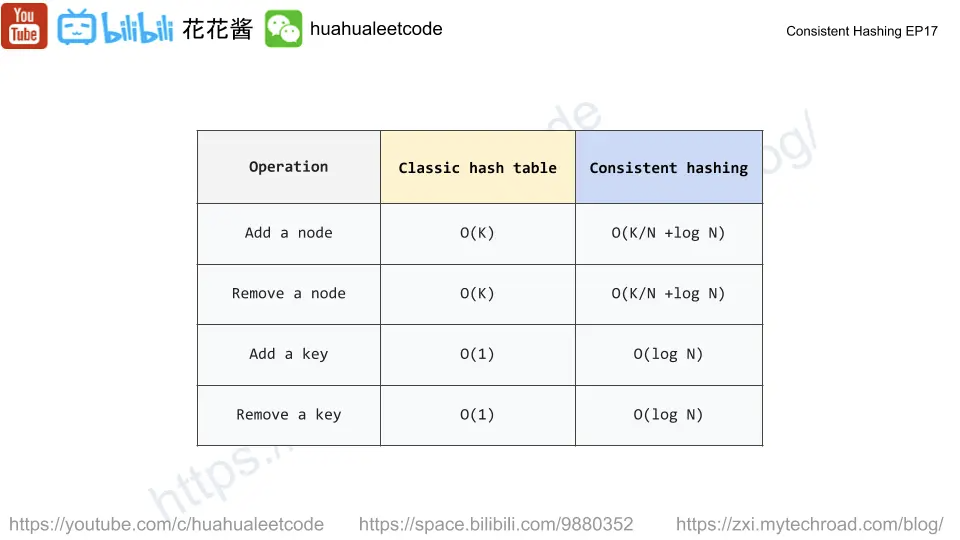 You
Tube
bilibili 花花酱 huahualeetcode
Consistent Hashing EP17
Operation Classic hash table Consistent hashing
Add a node O(K) O(K/N +log N)
Remove a node O(K) O(K/N +log N)
Add a key O(1) O(log N)
Remove a key O(1) O(log N)
https://youtube.com/c/huahualeetcode https://space.bilibili.com/9880352 https://zxi.mytechroad.com/blog/